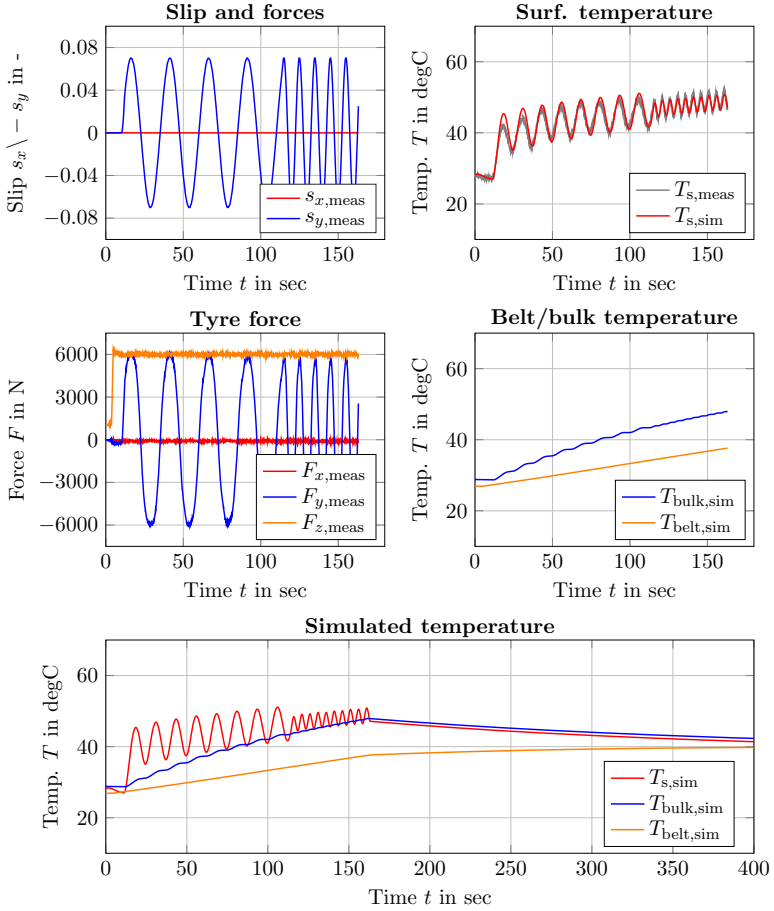 Slip and forces
0.08
0.04
0
−0.04
−0.08
Slip s_x\ − s_y in -
s_x,meas
s_y,meas
0 50 100 150
Time t in sec
Surf. temperature
60
40
20
Temp. T in degC
T_s,meas
T_s,sim
0 50 100 150
Time t in sec
Tyre force
6000
3000
0
−3000
−6000
Force F in N
F_x,meas
F_y,meas
F_z,meas
0 50 100 150
Time t in sec
Belt/bulk temperature
60
40
20
Temp. T in degC
T_bulk,sim
T_belt,sim
0 50 100 150
Time t in sec
Simulated temperature
60
40
20
Temp. T in degC
T_s,sim
T_bulk,sim
T_belt,sim
0 50 100 150 200 250 300 350 400
Time t in sec